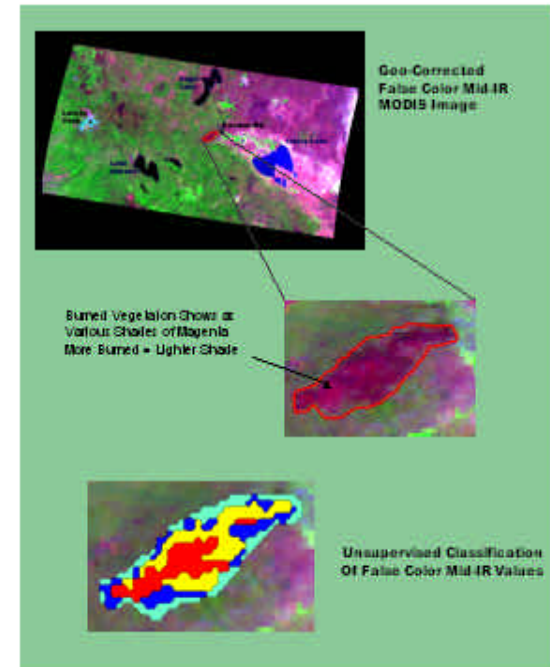 Geo-Corrected
False Color Mid-IR
MODIS Image
Burned Vegetation Shows as
Various Shades of Magenta
More Burned = Lighter Shade
Unsupervised Classification
Of False Color Mid-IR Values